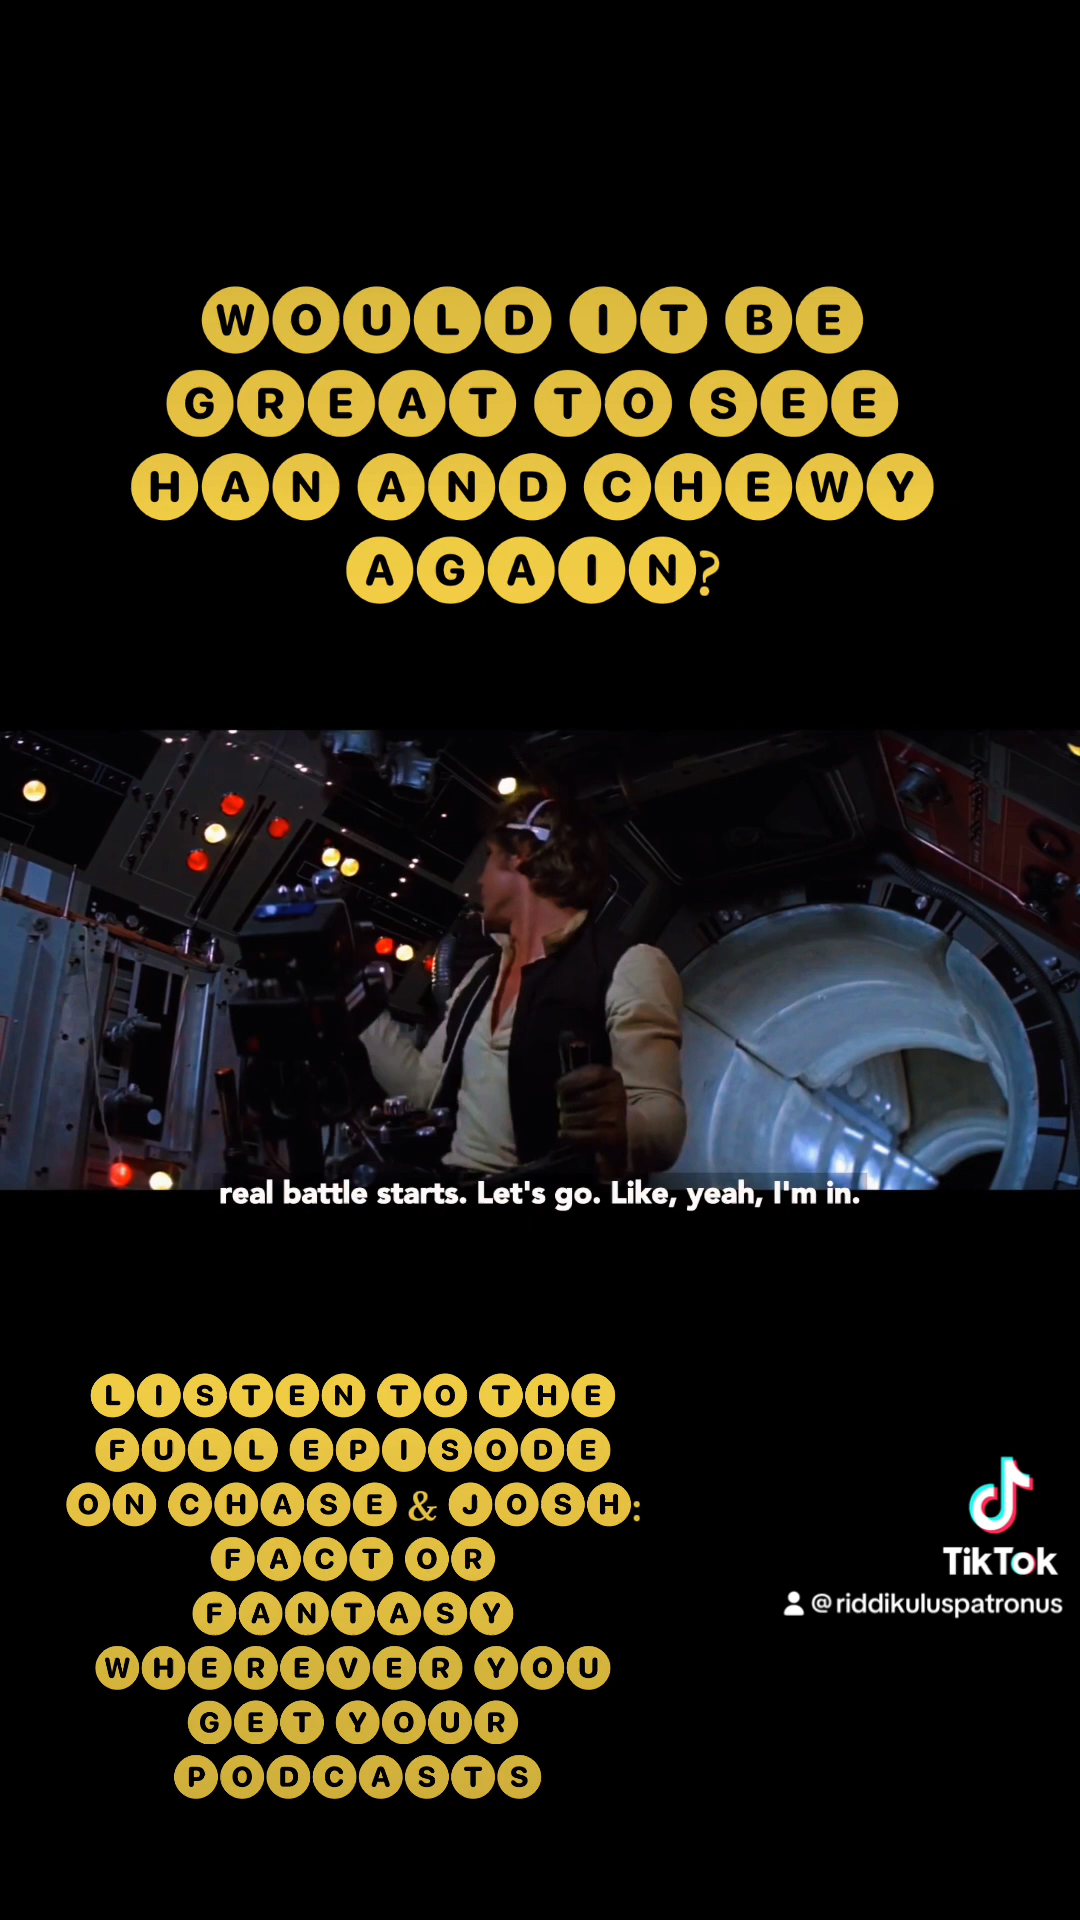 WOULD IT BE
GREAT TO SEE
HAN AND CHEWY
AGAIN?
real battle starts. Let's go. Like, yeah, I'm in.
LISTEN TO THE
FULL EPISODE
ON CHASE & JOSH:
FACT OR
FANTASY
WHEREVER YOU
GET YOUR
PODCASTS
TikTok
@riddikuluspatronus